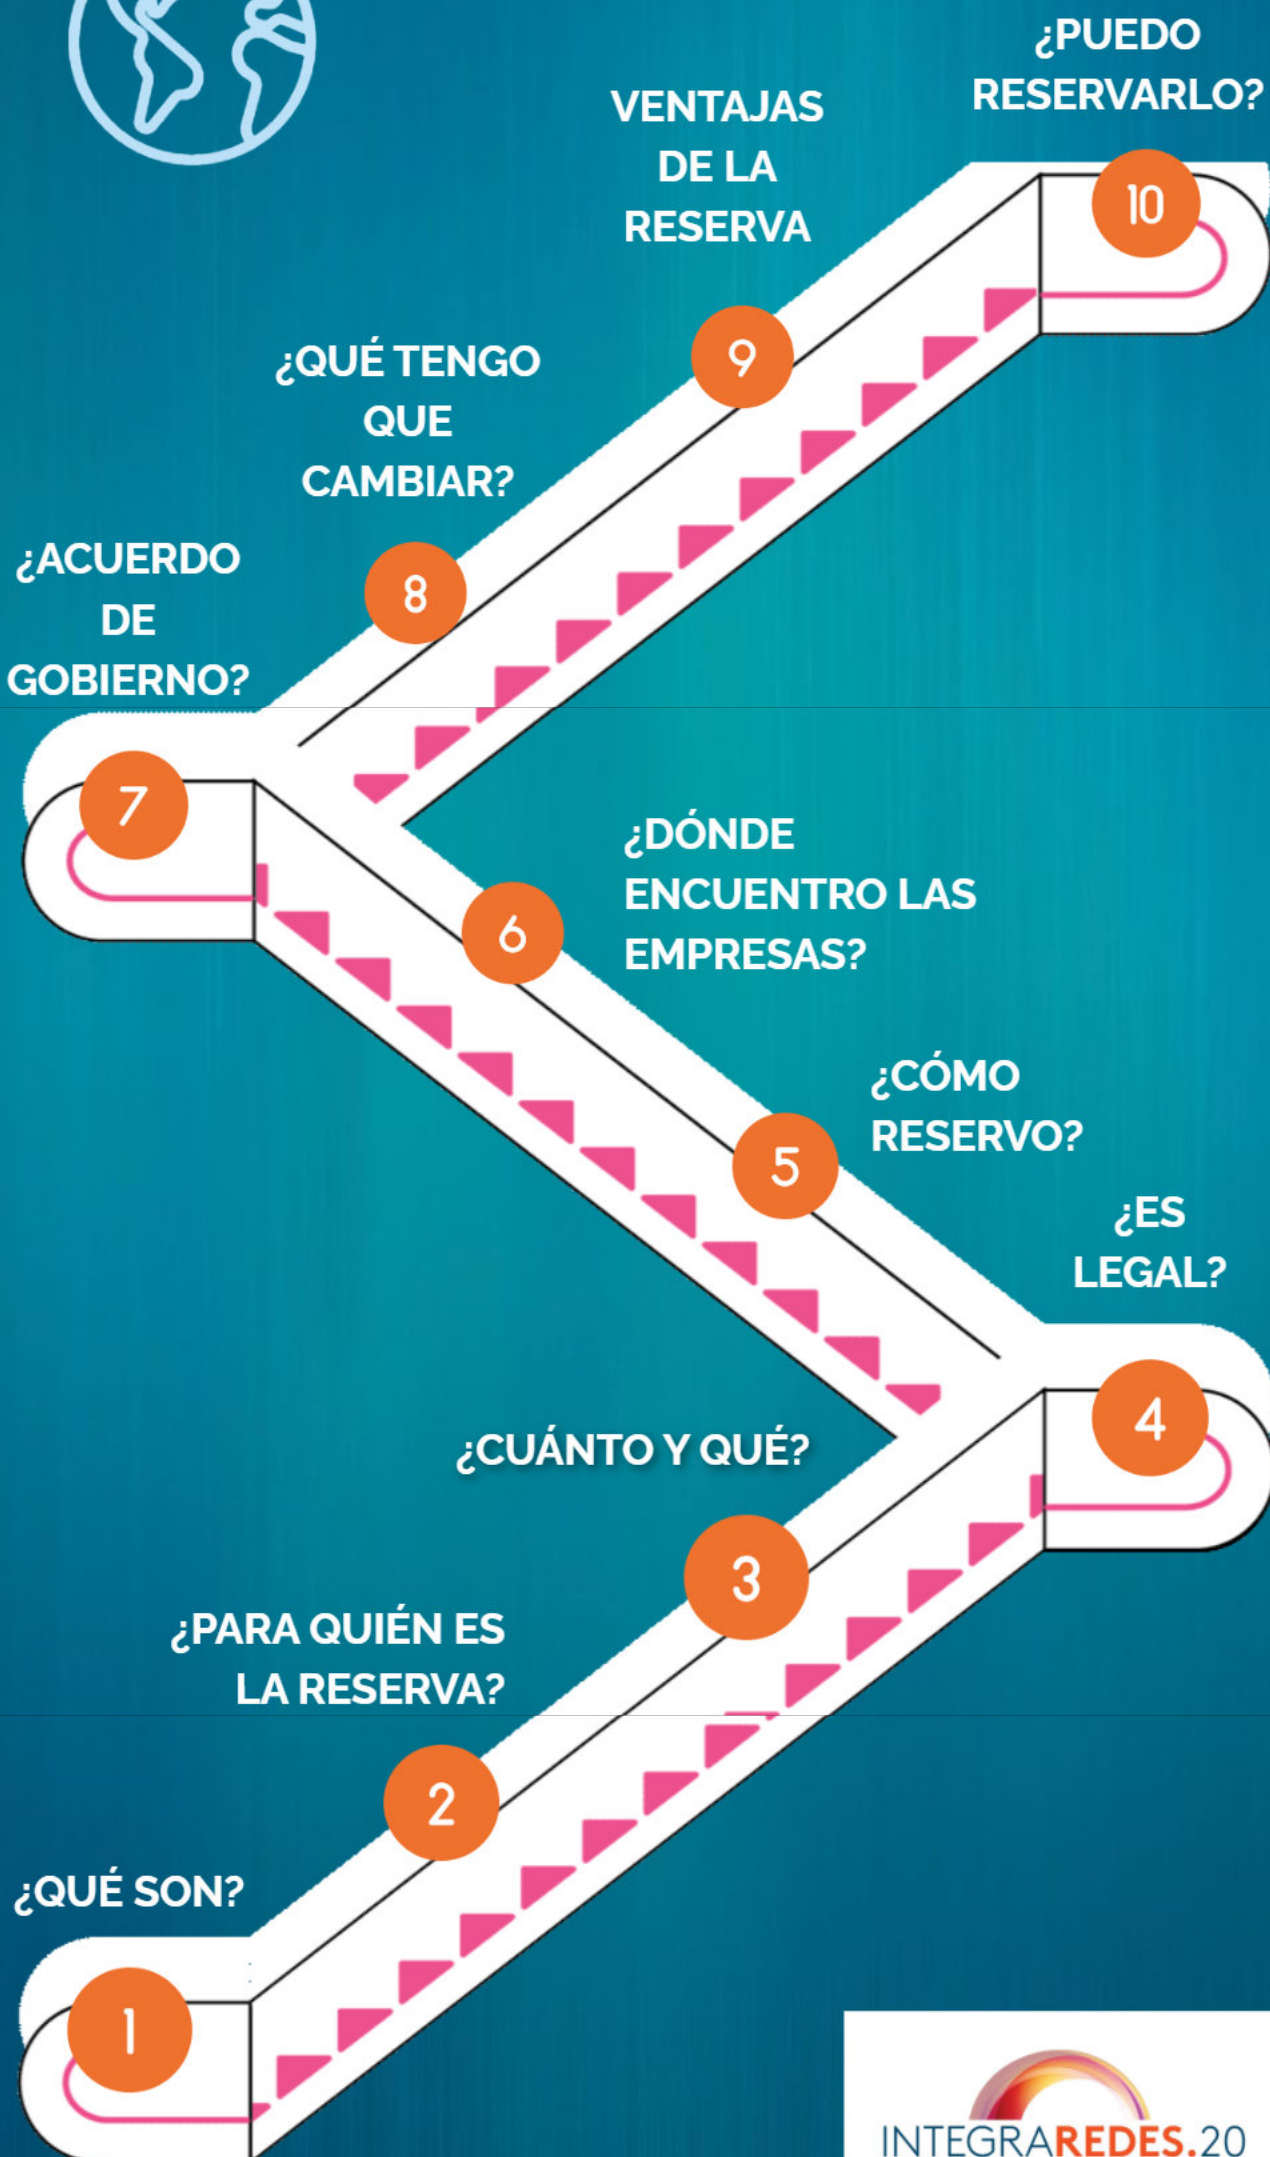 ¿PUEDO
RESERVARLO?
10
VENTAJAS
DE LA
RESERVA
9
¿QUÉ TENGO
QUE
CAMBIAR?
8
¿ACUERDO
DE
GOBIERNO?
7
¿DÓNDE
ENCUENTRO LAS
EMPRESAS?
6
¿CÓMO
RESERVO?
5
¿ES
LEGAL?
4
¿CUÁNTO Y QUÉ?
3
¿PARA QUIÉN ES
LA RESERVA?
2
¿QUÉ SON?
1
INTEGRAREDES.20